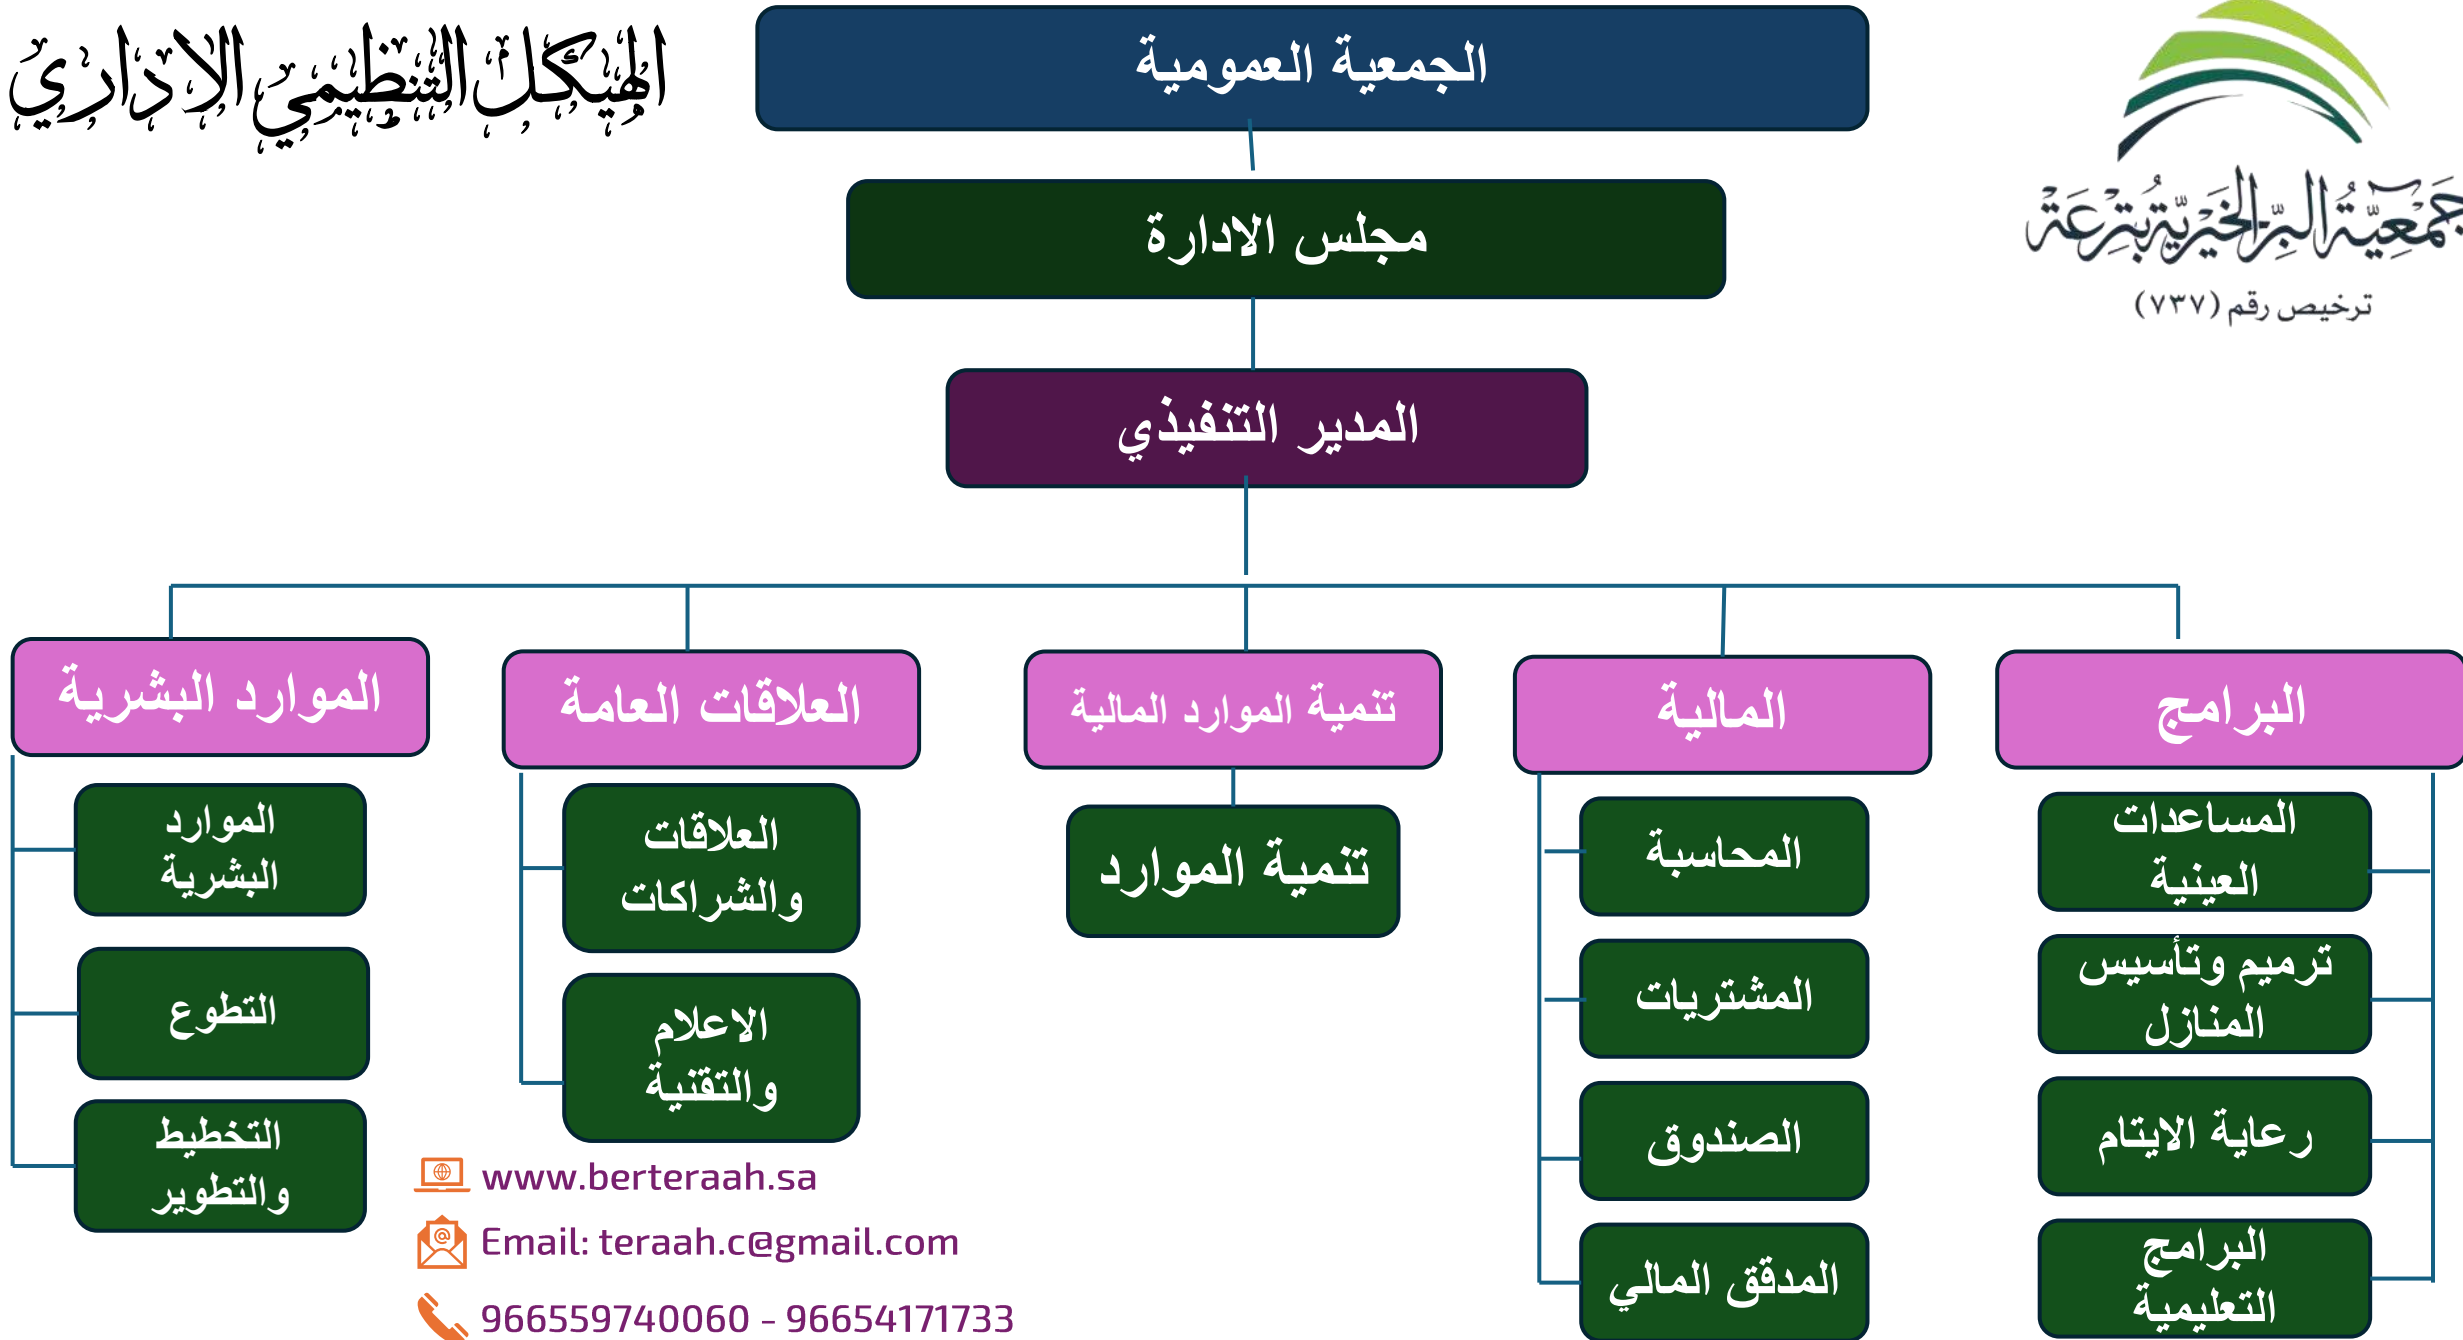 الهيكل التنظيمي الاداري
الجمعية العمومية
جمعية البر الخيرية بترعة
ترخيص رقم (٧٣٧)
مجلس الادارة
المدير التنفيذي
البرامج
المساعدات
العينية
ترميم وتأسيس
المنازل
رعاية الايتام
البرامج
التعليمية
المالية
المحاسبة
المشتريات
الصندوق
المدقق المالي
تنمية الموارد المالية
تنمية الموارد
العلاقات العامة
العلاقات
والشراكات
الاعلام
والتقنية
الموارد البشرية
الموارد
البشرية
التطوع
التخطيط
والتطوير
www.berteraah.sa
Email: teraah.c@gmail.com
966559740060 - 96654171733